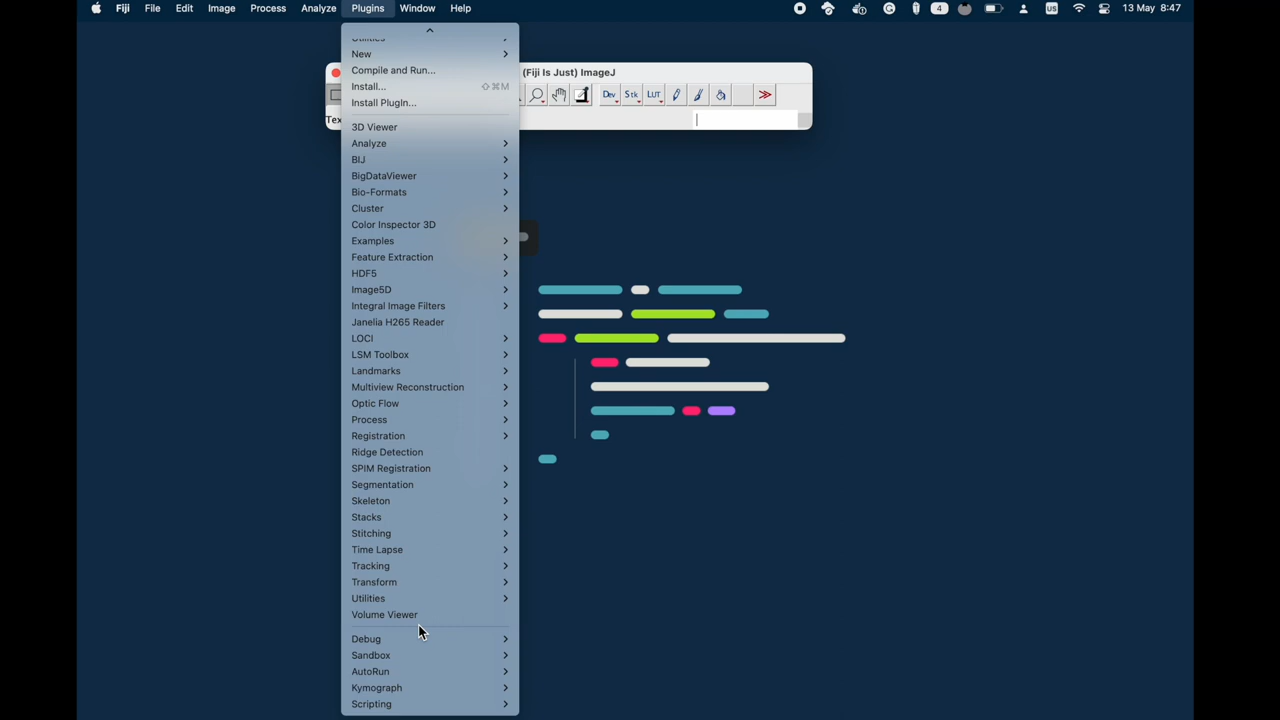 Fiji File Edit Image Process Analyze Plugins Window Help 4 US 13 May 8:47
Utilities
New
Compile and Run...
Install... ⇧⌘M
Install PlugIn...
(Fiji Is Just) ImageJ
Dev Stk LUT
Tex
3D Viewer
Analyze
BIJ
BigDataViewer
Bio-Formats
Cluster
Color Inspector 3D
Examples
Feature Extraction
HDF5
Image5D
Integral Image Filters
Janelia H265 Reader
LOCI
LSM Toolbox
Landmarks
Multiview Reconstruction
Optic Flow
Process
Registration
Ridge Detection
SPIM Registration
Segmentation
Skeleton
Stacks
Stitching
Time Lapse
Tracking
Transform
Utilities
Volume Viewer
Debug
Sandbox
AutoRun
Kymograph
Scripting